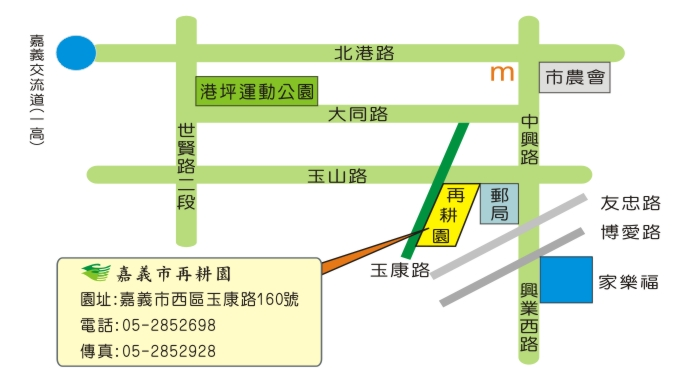 嘉義交流道(一高)
北港路
m
市農會
港坪運動公園
大同路
中興路
世賢路二段
玉山路
再耕園
郵局
友忠路
博愛路
玉康路
家樂福
興業西路
嘉義市再耕園
園址:嘉義市西區玉康路160號
電話:05-2852698
傳真:05-2852928